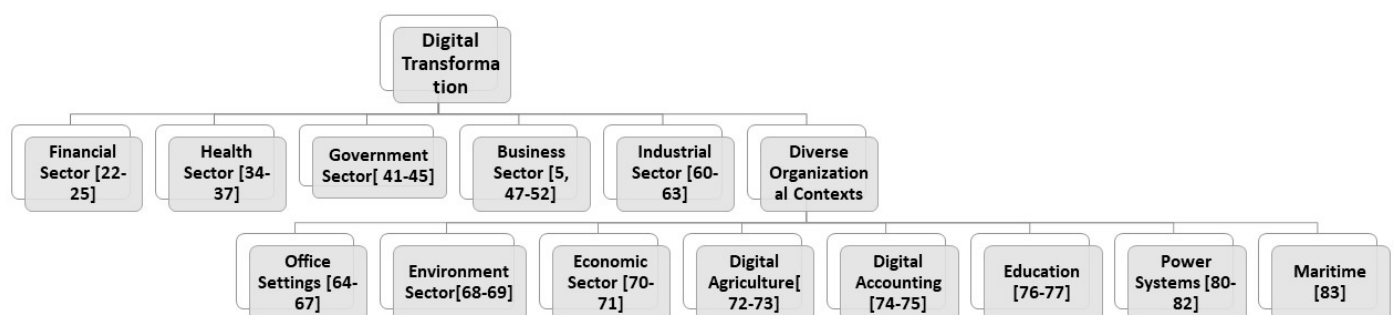 Digital
Transforma
tion
Financial
Sector [22-
25]
Health
Sector [34-
37]
Government
Sector[ 41-45]
Business
Sector [5,
47-52]
Industrial
Sector [60-
63]
Diverse
Organization
al Contexts
Office
Settings [64-
67]
Environment
Sector[68-69]
Economic
Sector [70-
71]
Digital
Agriculture[
72-73]
Digital
Accounting
[74-75]
Education
[76-77]
Power
Systems [80-
82]
Maritime
[83]